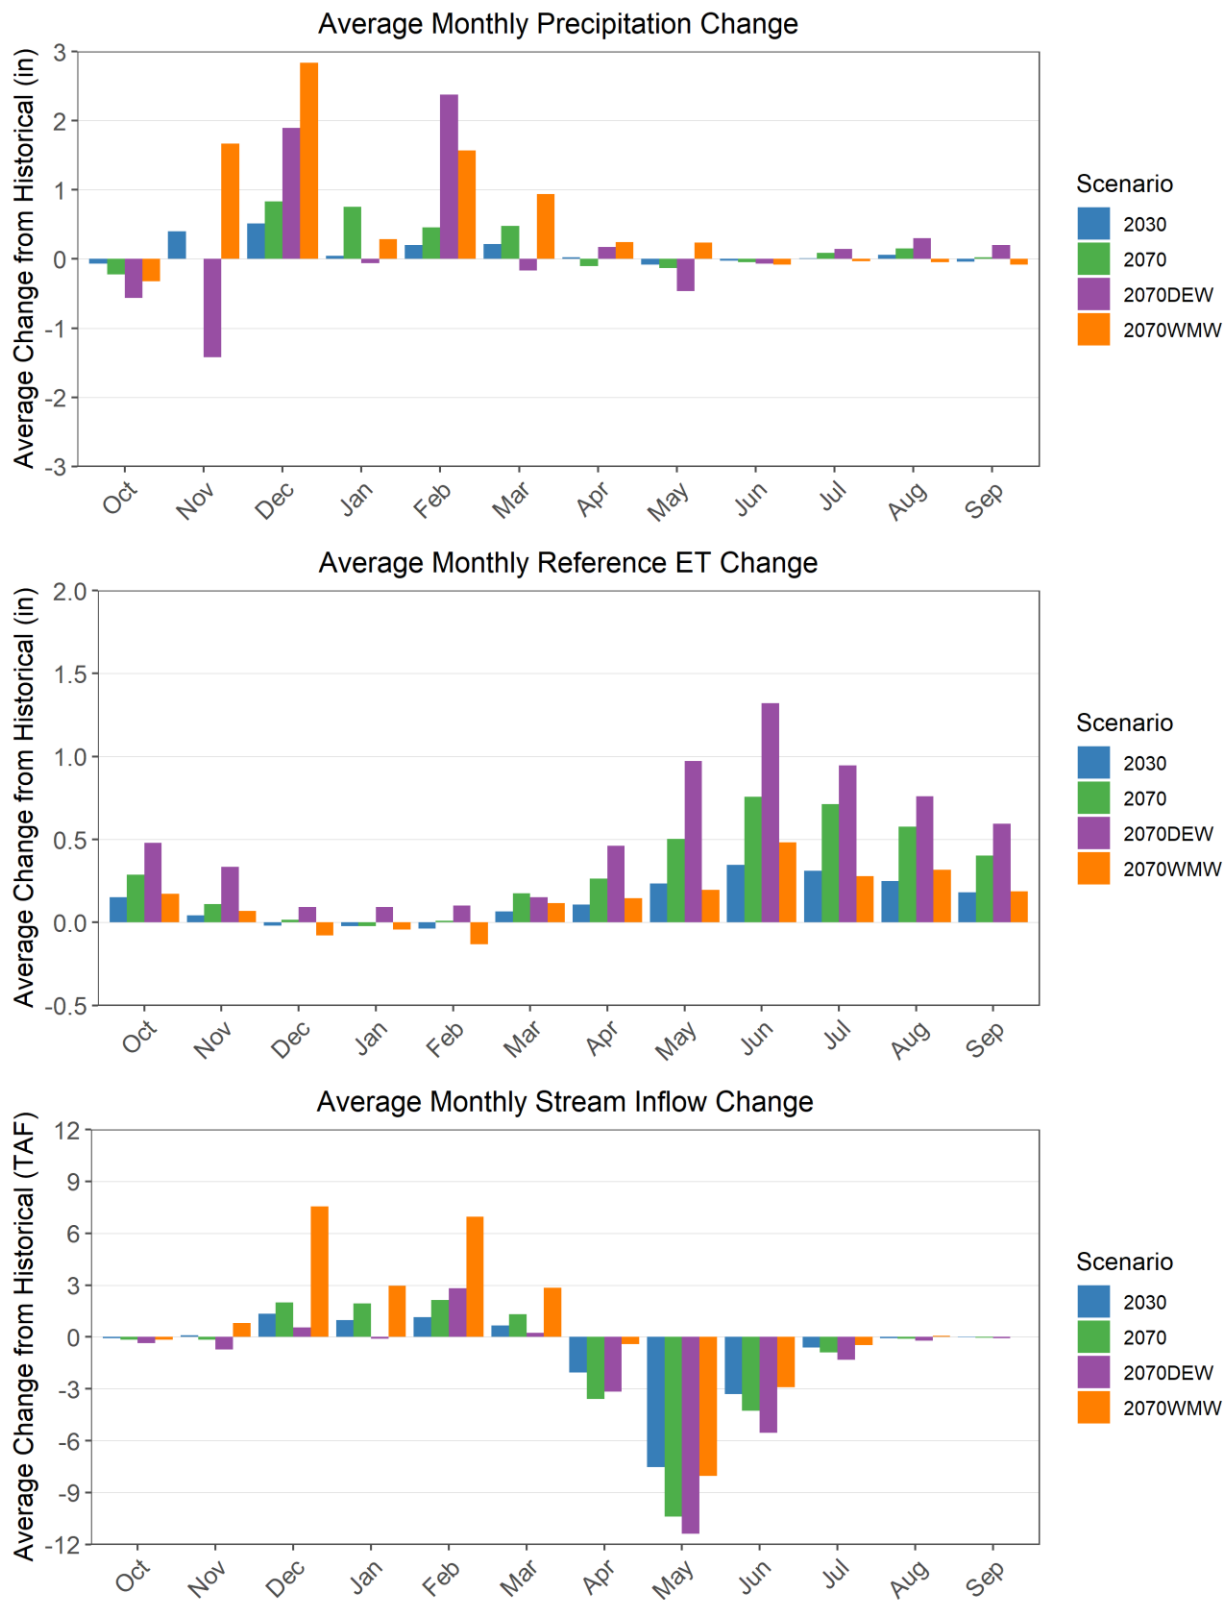 Average Monthly Precipitation Change
Average Change from Historical (in)
3
2
1
0
-1
-2
-3
Oct
Nov
Dec
Jan
Feb
Mar
Apr
May
Jun
Jul
Aug
Sep
Scenario
2030
2070
2070DEW
2070WMW
Average Monthly Reference ET Change
Average Change from Historical (in)
2.0
1.5
1.0
0.5
0.0
-0.5
Oct
Nov
Dec
Jan
Feb
Mar
Apr
May
Jun
Jul
Aug
Sep
Scenario
2030
2070
2070DEW
2070WMW
Average Monthly Stream Inflow Change
Average Change from Historical (TAF)
12
9
6
3
0
-3
-6
-9
-12
Oct
Nov
Dec
Jan
Feb
Mar
Apr
May
Jun
Jul
Aug
Sep
Scenario
2030
2070
2070DEW
2070WMW